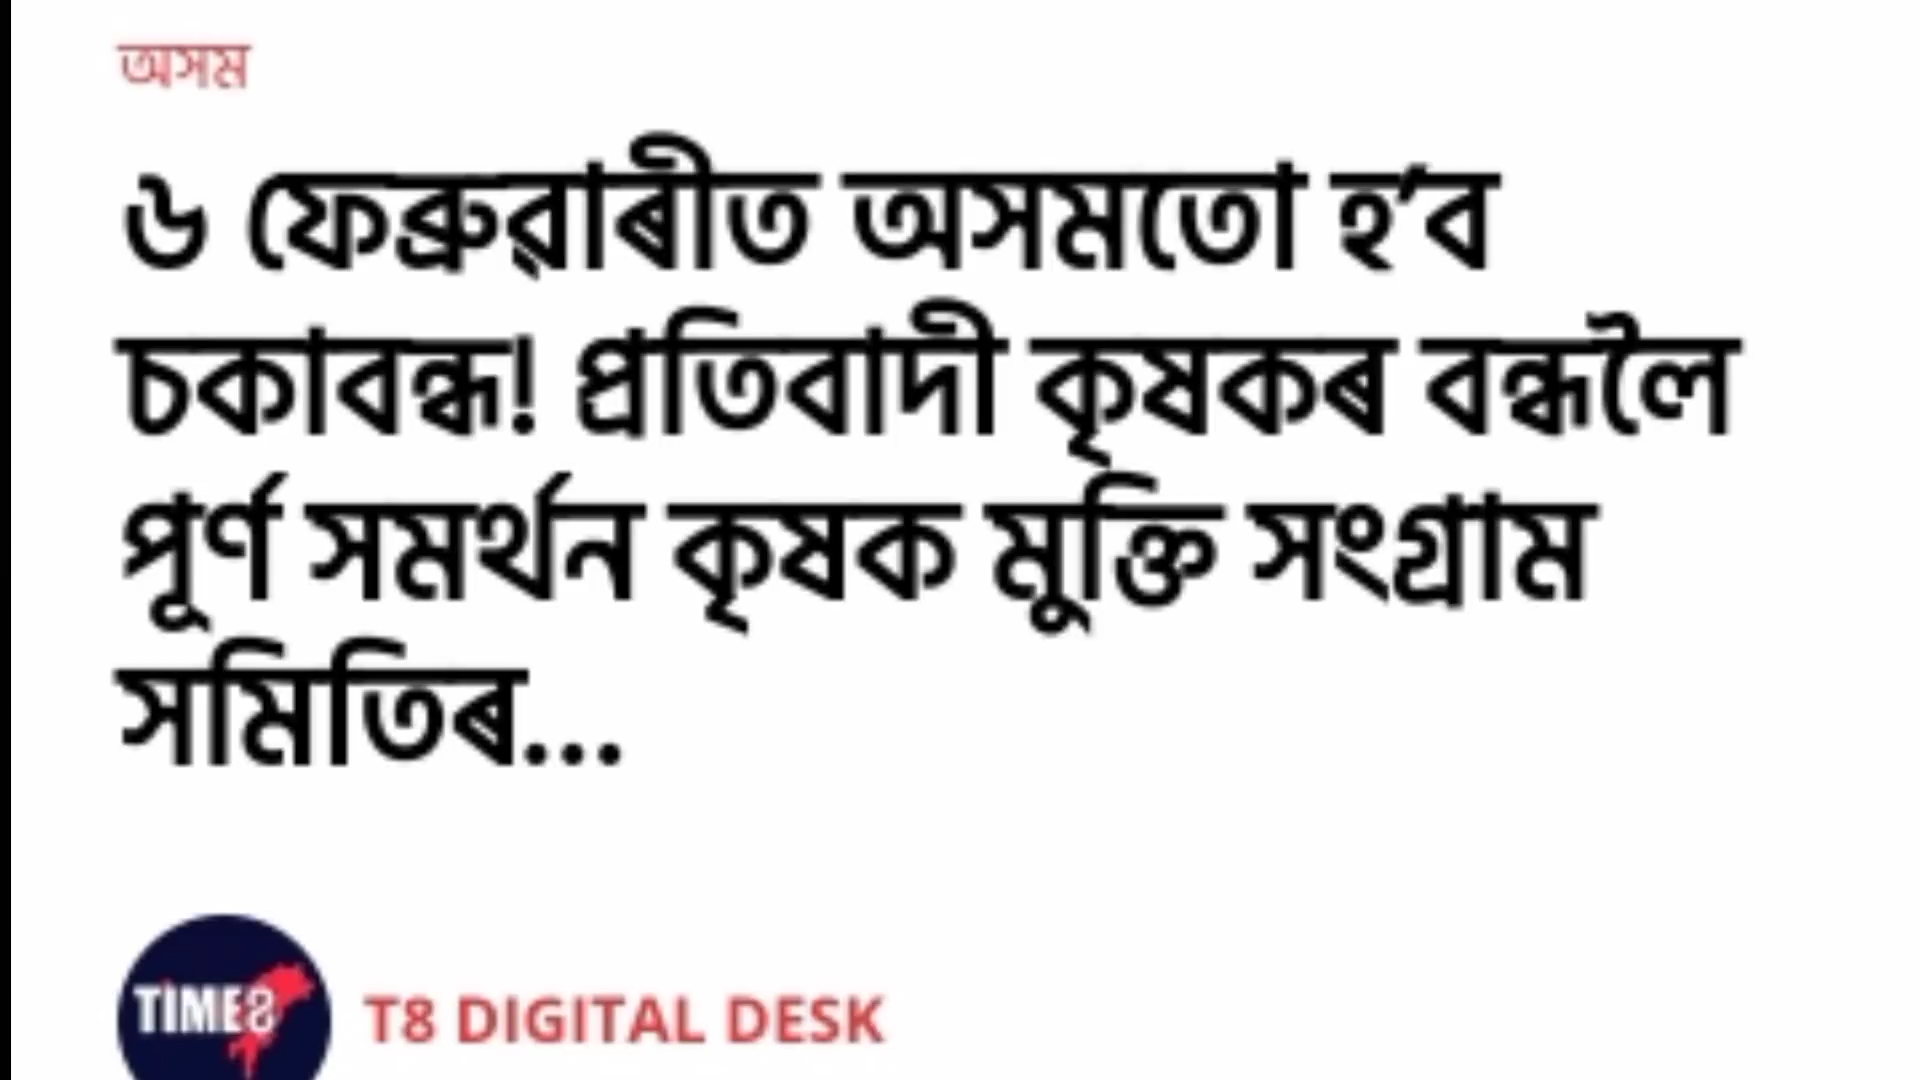 অসম
৬ ফেব্ৰুৱাৰীত অসমতো হ’ব
চকাবন্ধ! প্ৰতিবাদী কৃষকৰ বন্ধলৈ
পূৰ্ণ সমৰ্থন কৃষক মুক্তি সংগ্ৰাম
সমিতিৰ...
TIME8
T8 DIGITAL DESK